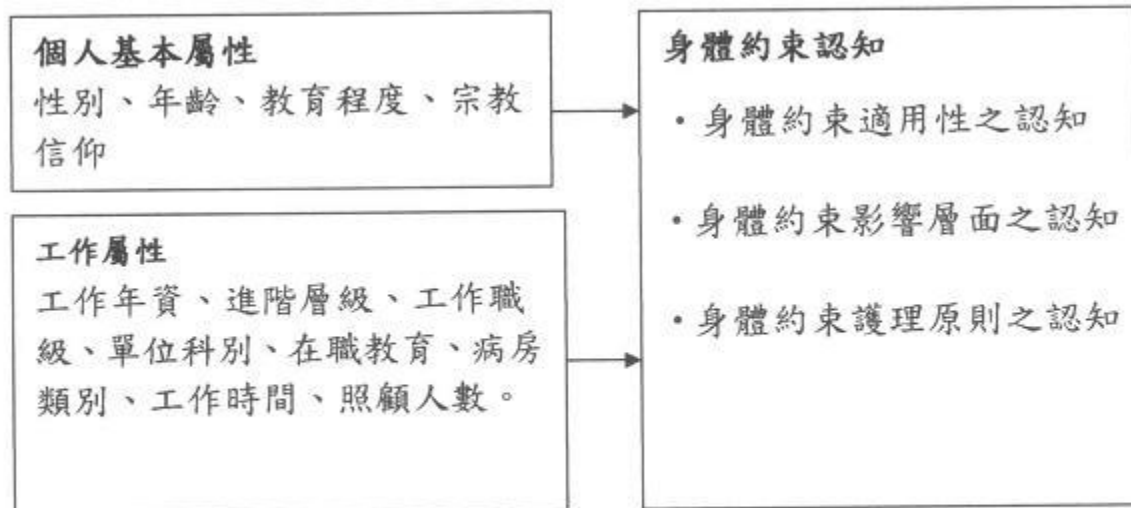 個人基本屬性
性別、年齡、教育程度、宗教
信仰
工作屬性
工作年資、進階層級、工作職
級、單位科別、在職教育、病房
類別、工作時間、照顧人數。
身體約束認知
・身體約束適用性之認知
・身體約束影響層面之認知
・身體約束護理原則之認知